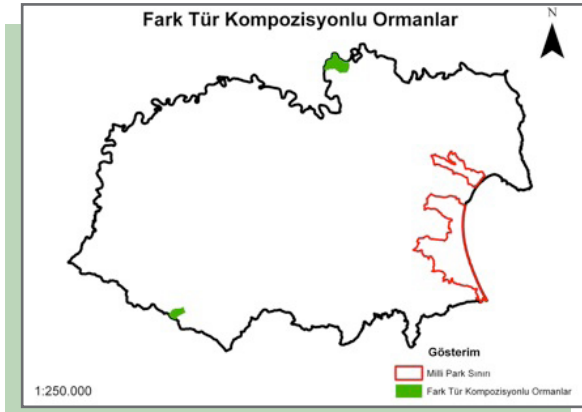 Fark Tür Kompozisyonlu Ormanlar
N
Gösterim
Milli Park Sınırı
Fark Tür Kompozisyonlu Ormanlar
1:250.000